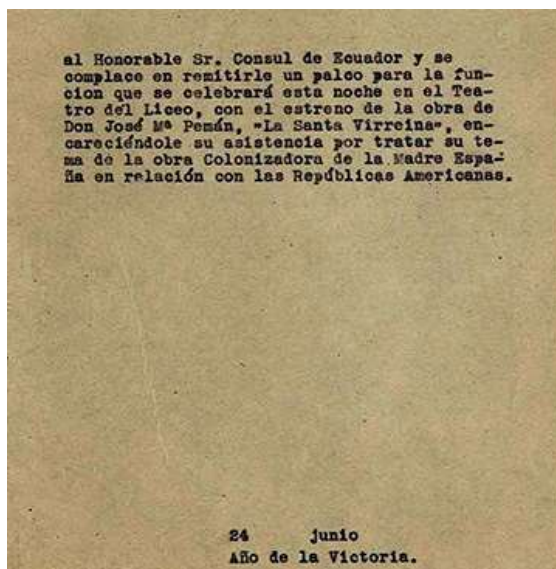 al Honorable Sr. Consul de Ecuador y se
complace en remitirle un palco para la fun-
cion que se celebrará esta noche en el Tea-
tro del Liceo, con el estreno de la obra de
Don José Mª Pemán, "La Santa Virreina", en-
careciéndole su asistencia por tratar su te-
ma de la obra Colonizadora de la Madre Espa-
ña en relación con las Repúblicas Americanas.
24 junio
Año de la Victoria.